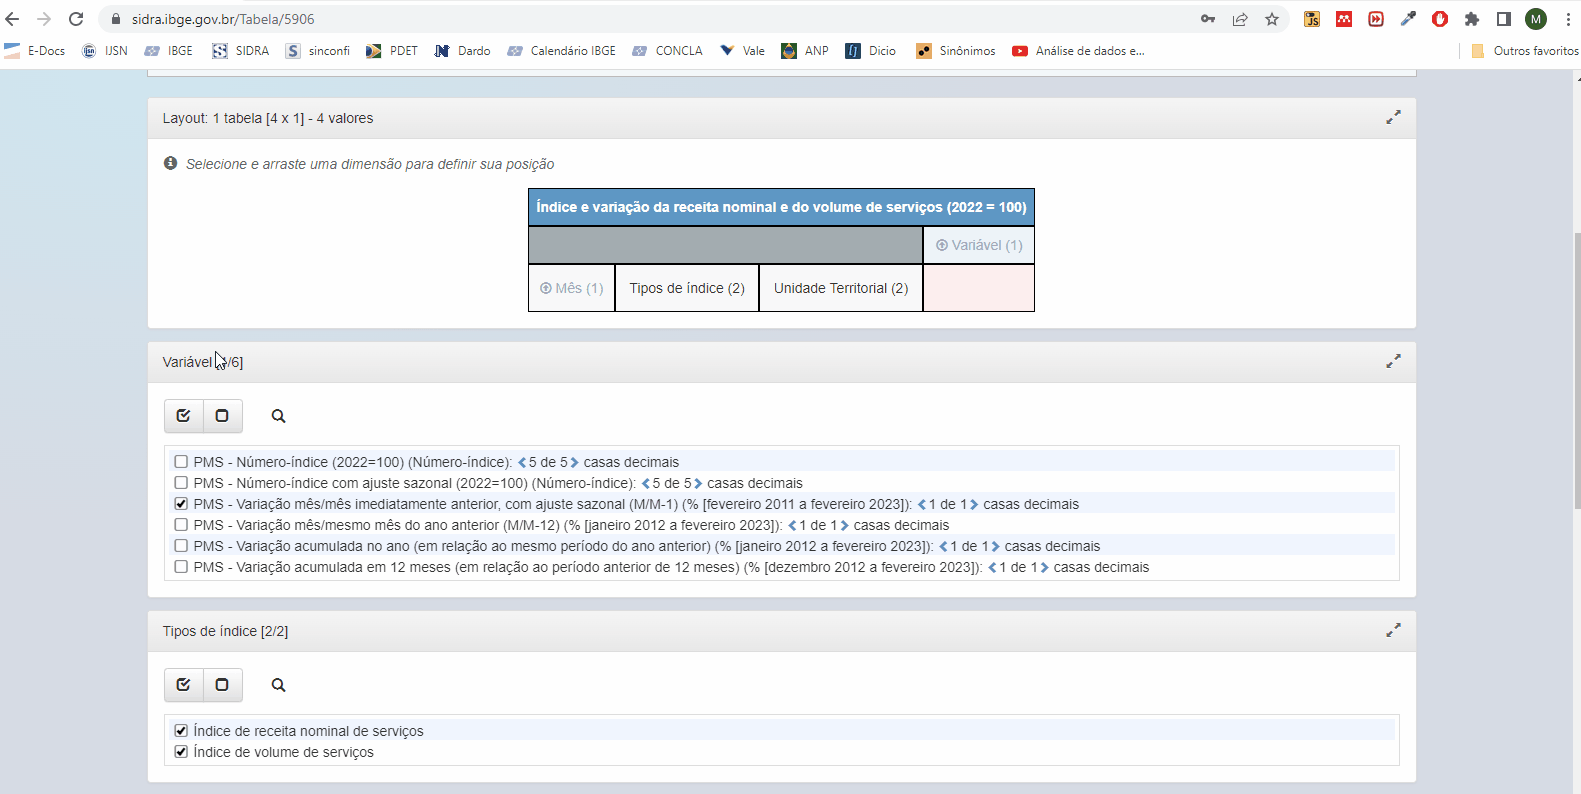 sidra.ibge.gov.br/Tabela/5906
M
E-Docs IJSN IBGE SIDRA sinconfi PDET Dardo Calendário IBGE CONCLA Vale ANP Dicio Sinônimos Análise de dados e... Outros favoritos
Layout: 1 tabela [4 x 1] - 4 valores
Selecione e arraste uma dimensão para definir sua posição
Índice e variação da receita nominal e do volume de serviços (2022 = 100)
Variável (1)
Mês (1) Tipos de índice (2) Unidade Territorial (2)
Variável /6]
PMS - Número-índice (2022=100) (Número-índice): 5 de 5 casas decimais
PMS - Número-índice com ajuste sazonal (2022=100) (Número-índice): 5 de 5 casas decimais
PMS - Variação mês/mês imediatamente anterior, com ajuste sazonal (M/M-1) (% [fevereiro 2011 a fevereiro 2023]): 1 de 1 casas decimais
PMS - Variação mês/mesmo mês do ano anterior (M/M-12) (% [janeiro 2012 a fevereiro 2023]): 1 de 1 casas decimais
PMS - Variação acumulada no ano (em relação ao mesmo período do ano anterior) (% [janeiro 2012 a fevereiro 2023]): 1 de 1 casas decimais
PMS - Variação acumulada em 12 meses (em relação ao período anterior de 12 meses) (% [dezembro 2012 a fevereiro 2023]): 1 de 1 casas decimais
Tipos de índice [2/2]
Índice de receita nominal de serviços
Índice de volume de serviços